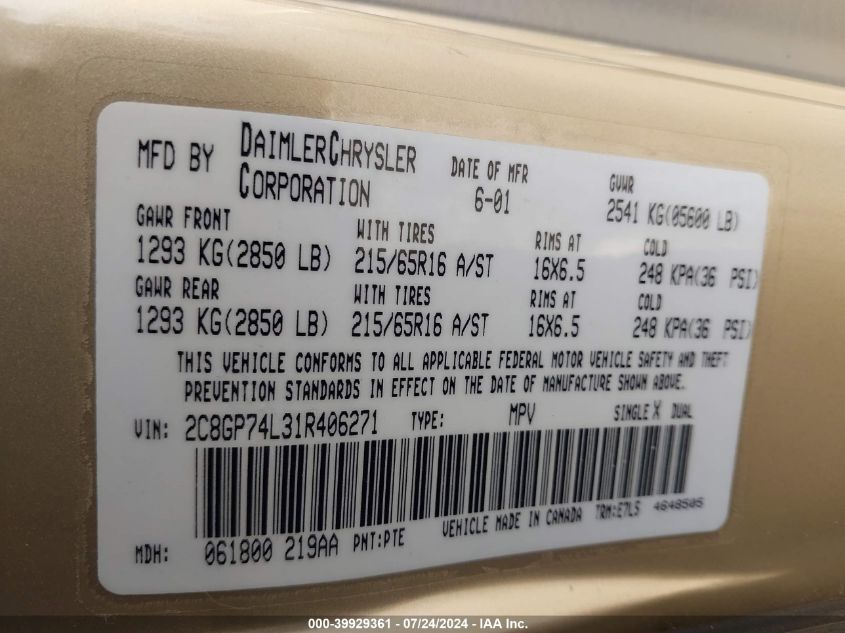 MFD BY DAIMLERCHRYSLER CORPORATION DATE OF MFR 6-01 GVWR 2541 KG(05600 LB)
GAWR FRONT WITH TIRES RIMS AT COLD
1293 KG(2850 LB) 215/65R16 A/ST 16X6.5 248 KPA(36 PSI)
GAWR REAR WITH TIRES RIMS AT COLD
1293 KG(2850 LB) 215/65R16 A/ST 16X6.5 248 KPA(36 PSI)
THIS VEHICLE CONFORMS TO ALL APPLICABLE FEDERAL MOTOR VEHICLE SAFETY AND THEFT
PREVENTION STANDARDS IN EFFECT ON THE DATE OF MANUFACTURE SHOWN ABOVE.
VIN: 2C8GP74L31R406271 TYPE: MPV SINGLE X DUAL
MDH: 061800 219AA PNT:PTE VEHICLE MADE IN CANADA TRM:E7L5 4648505
000-39929361 / 07/24/2024 - IAA Inc.